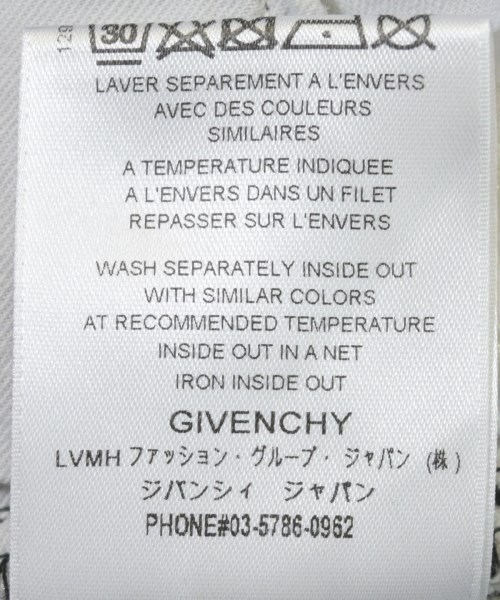 129
30
LAVER SEPAREMENT A L'ENVERS
AVEC DES COULEURS
SIMILAIRES
A TEMPERATURE INDIQUEE
A L'ENVERS DANS UN FILET
REPASSER SUR L'ENVERS
WASH SEPARATELY INSIDE OUT
WITH SIMILAR COLORS
AT RECOMMENDED TEMPERATURE
INSIDE OUT IN A NET
IRON INSIDE OUT
GIVENCHY
LVMH ファッション・グループ・ ジャパン (株)
ジバンシィ ジャパン
PHONE#03-5786-0962